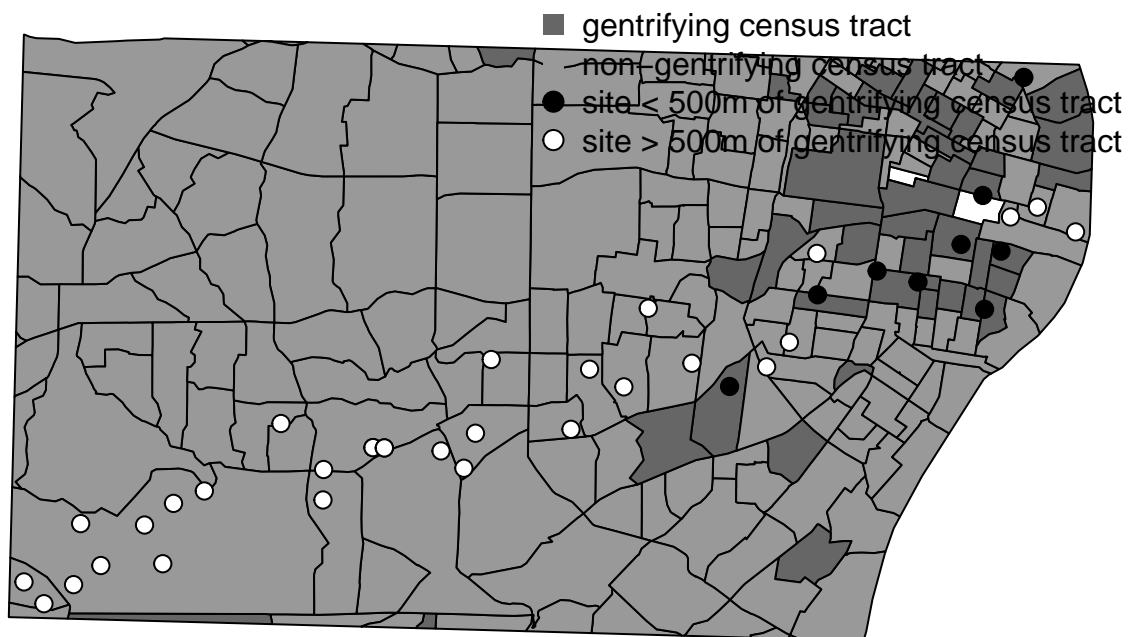 gentrifying census tract
non−gentrifying census tract
site < 500m of gentrifying census tract
site > 500m of gentrifying census tract